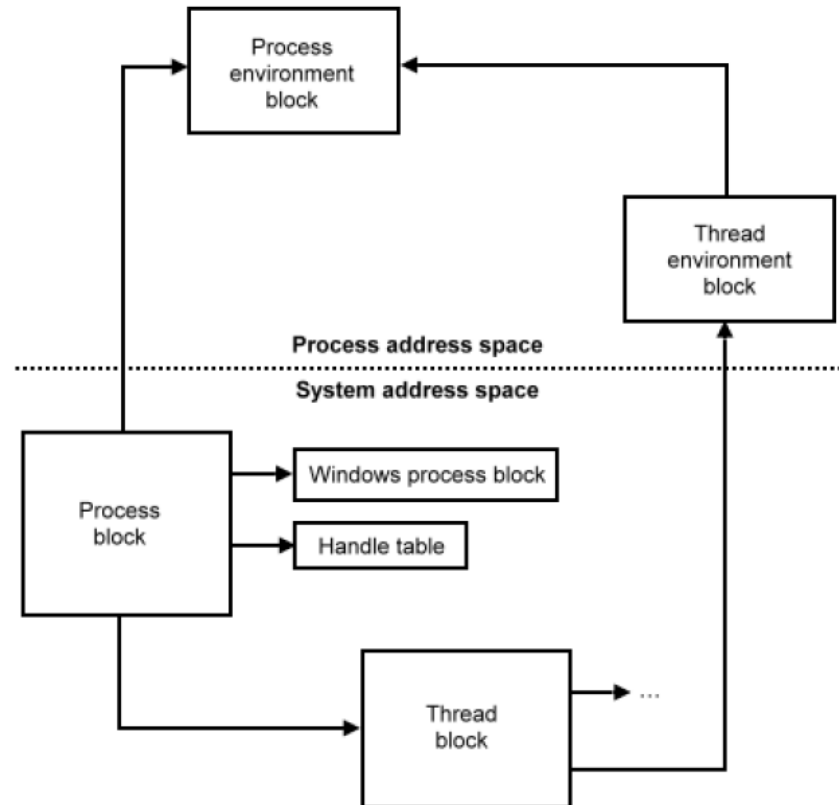 Process
environment
block
Thread
environment
block
Process address space
System address space
Process
block
Windows process block
Handle table
Thread
block
...